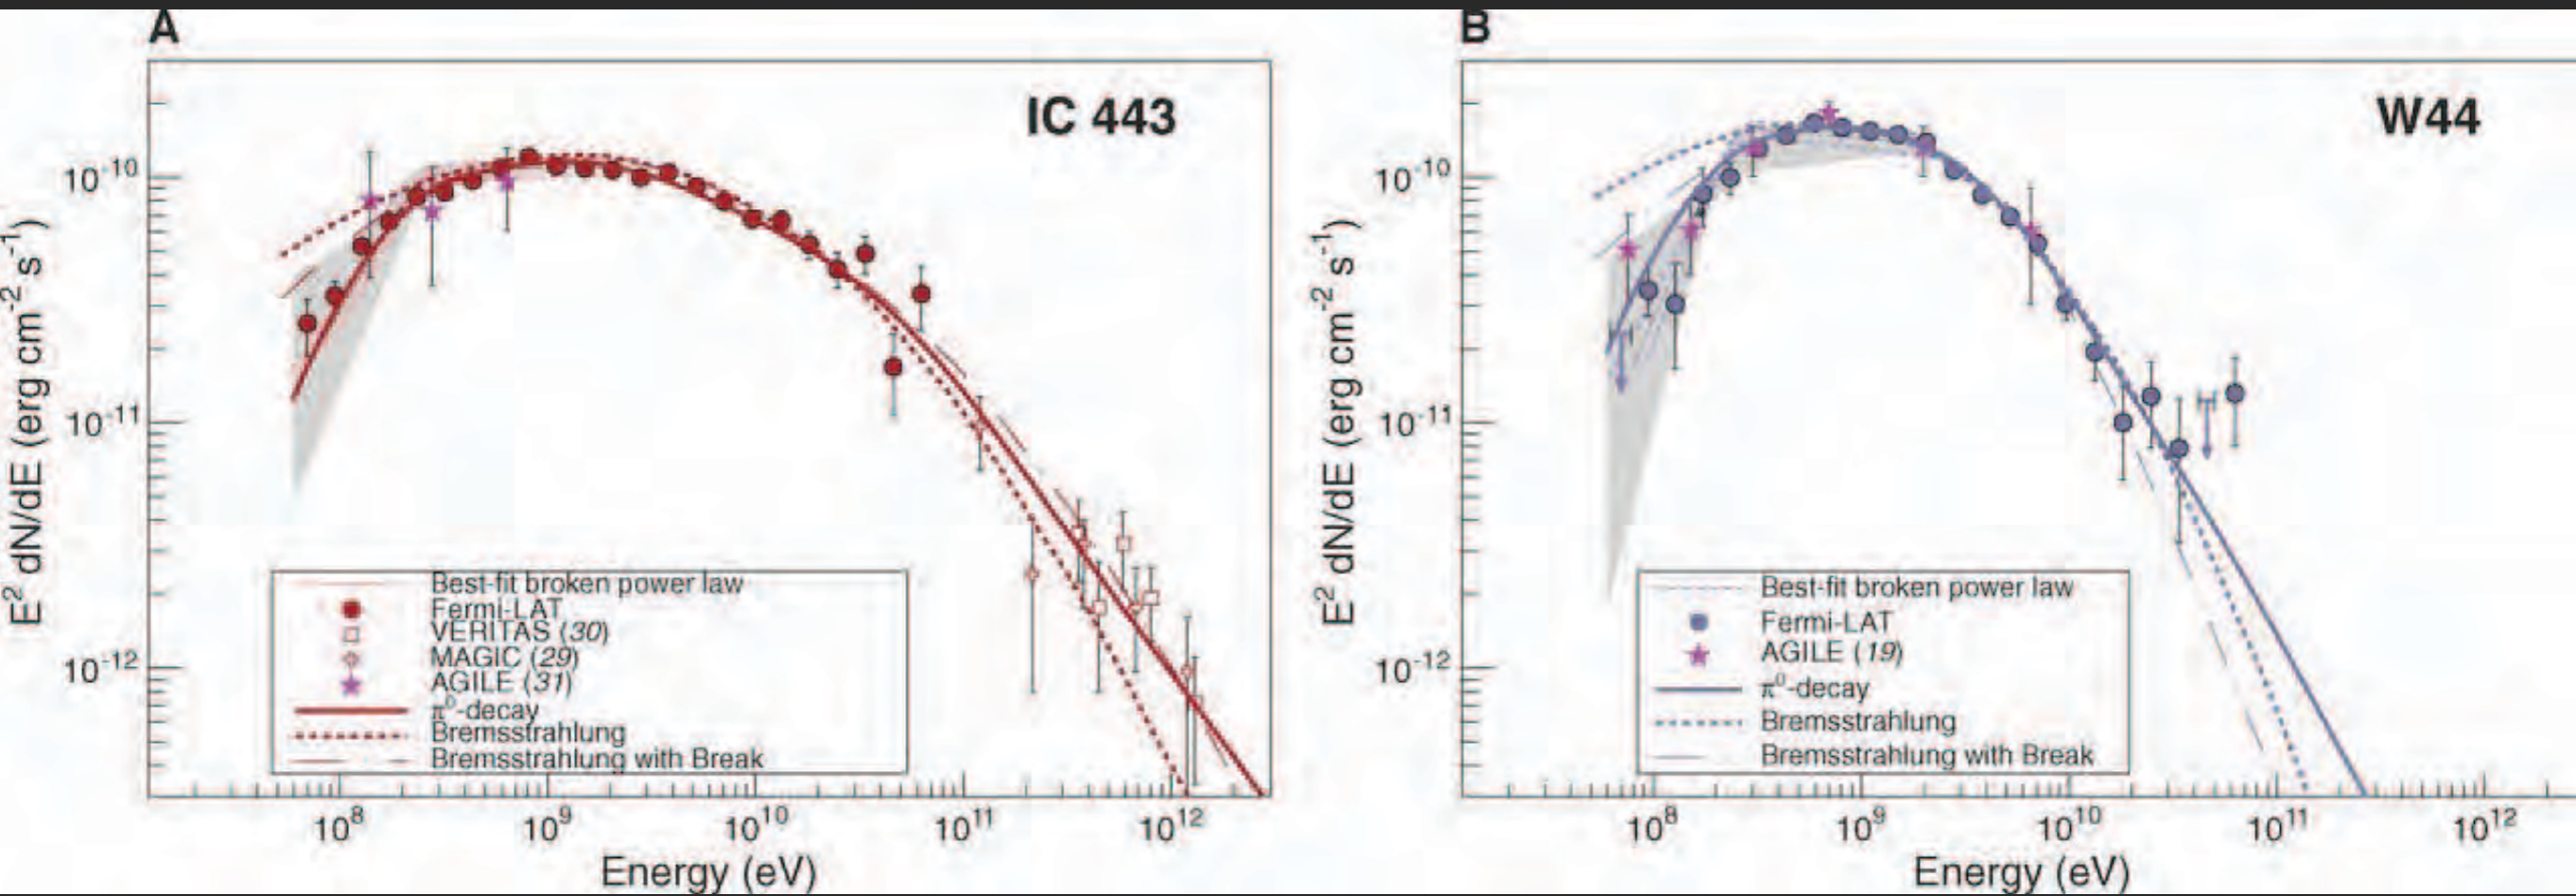 A
IC 443
E² dN/dE (erg cm⁻² s⁻¹)
10⁻¹⁰
10⁻¹¹
10⁻¹²
Best-fit broken power law
Fermi-LAT
VERITAS (30)
MAGIC (29)
AGILE (31)
π⁰-decay
Bremsstrahlung
Bremsstrahlung with Break
10⁸ 10⁹ 10¹⁰ 10¹¹ 10¹²
Energy (eV)
B
W44
E² dN/dE (erg cm⁻² s⁻¹)
10⁻¹⁰
10⁻¹¹
10⁻¹²
Best-fit broken power law
Fermi-LAT
AGILE (19)
π⁰-decay
Bremsstrahlung
Bremsstrahlung with Break
10⁸ 10⁹ 10¹⁰ 10¹¹ 10¹²
Energy (eV)